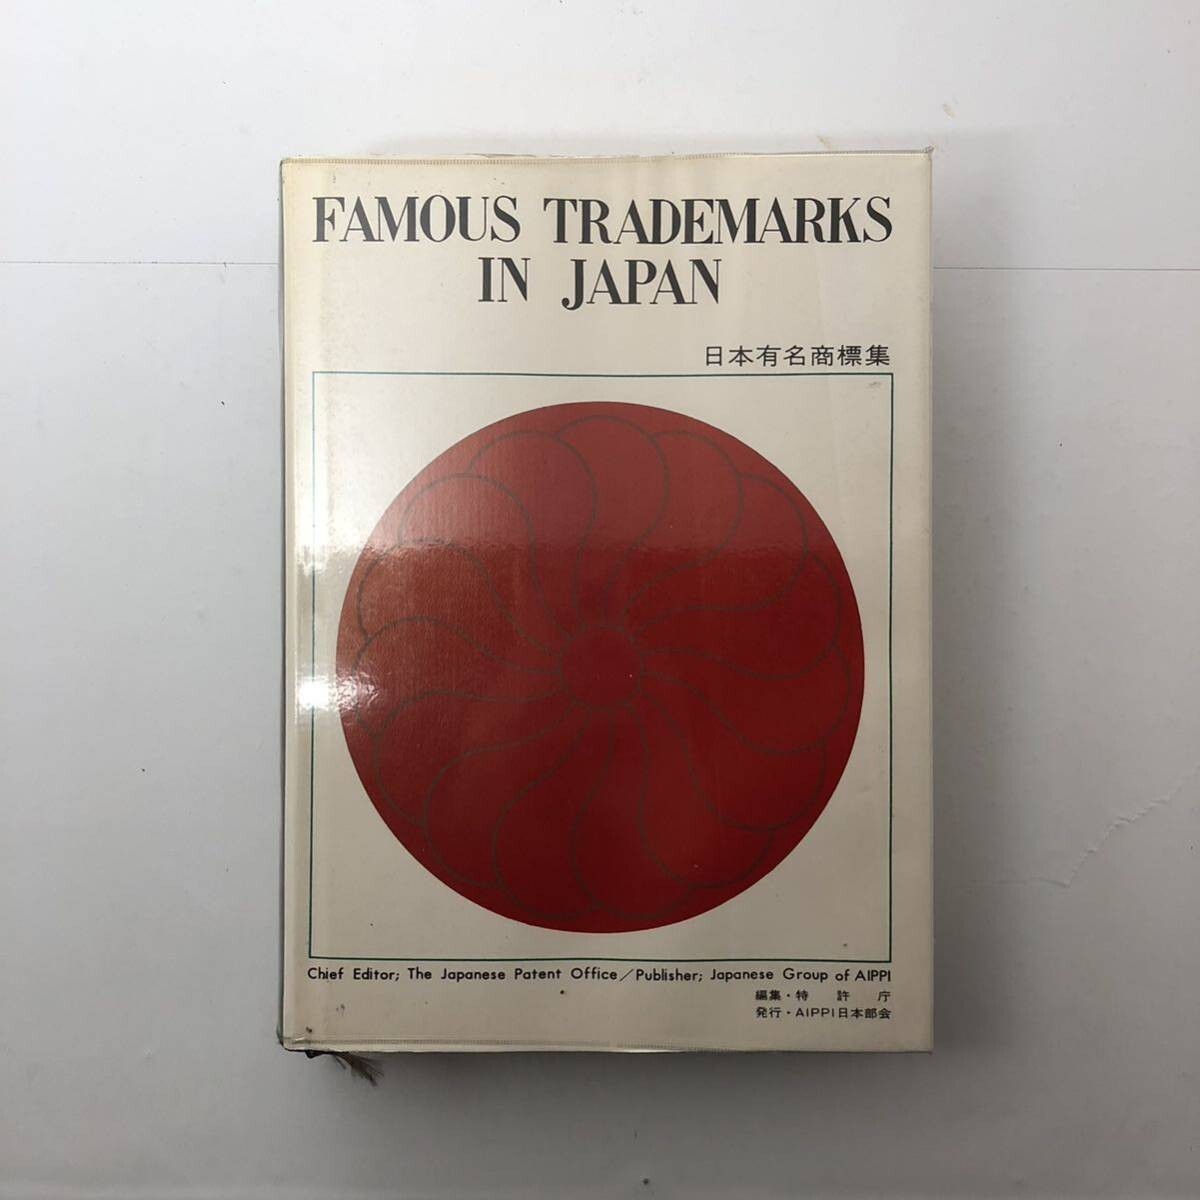 FAMOUS TRADEMARKS
IN JAPAN
日本有名商標集
Chief Editor; The Japanese Patent Office/Publisher; Japanese Group of AIPPI
編集・特許庁
発行・AIPPI日本部会